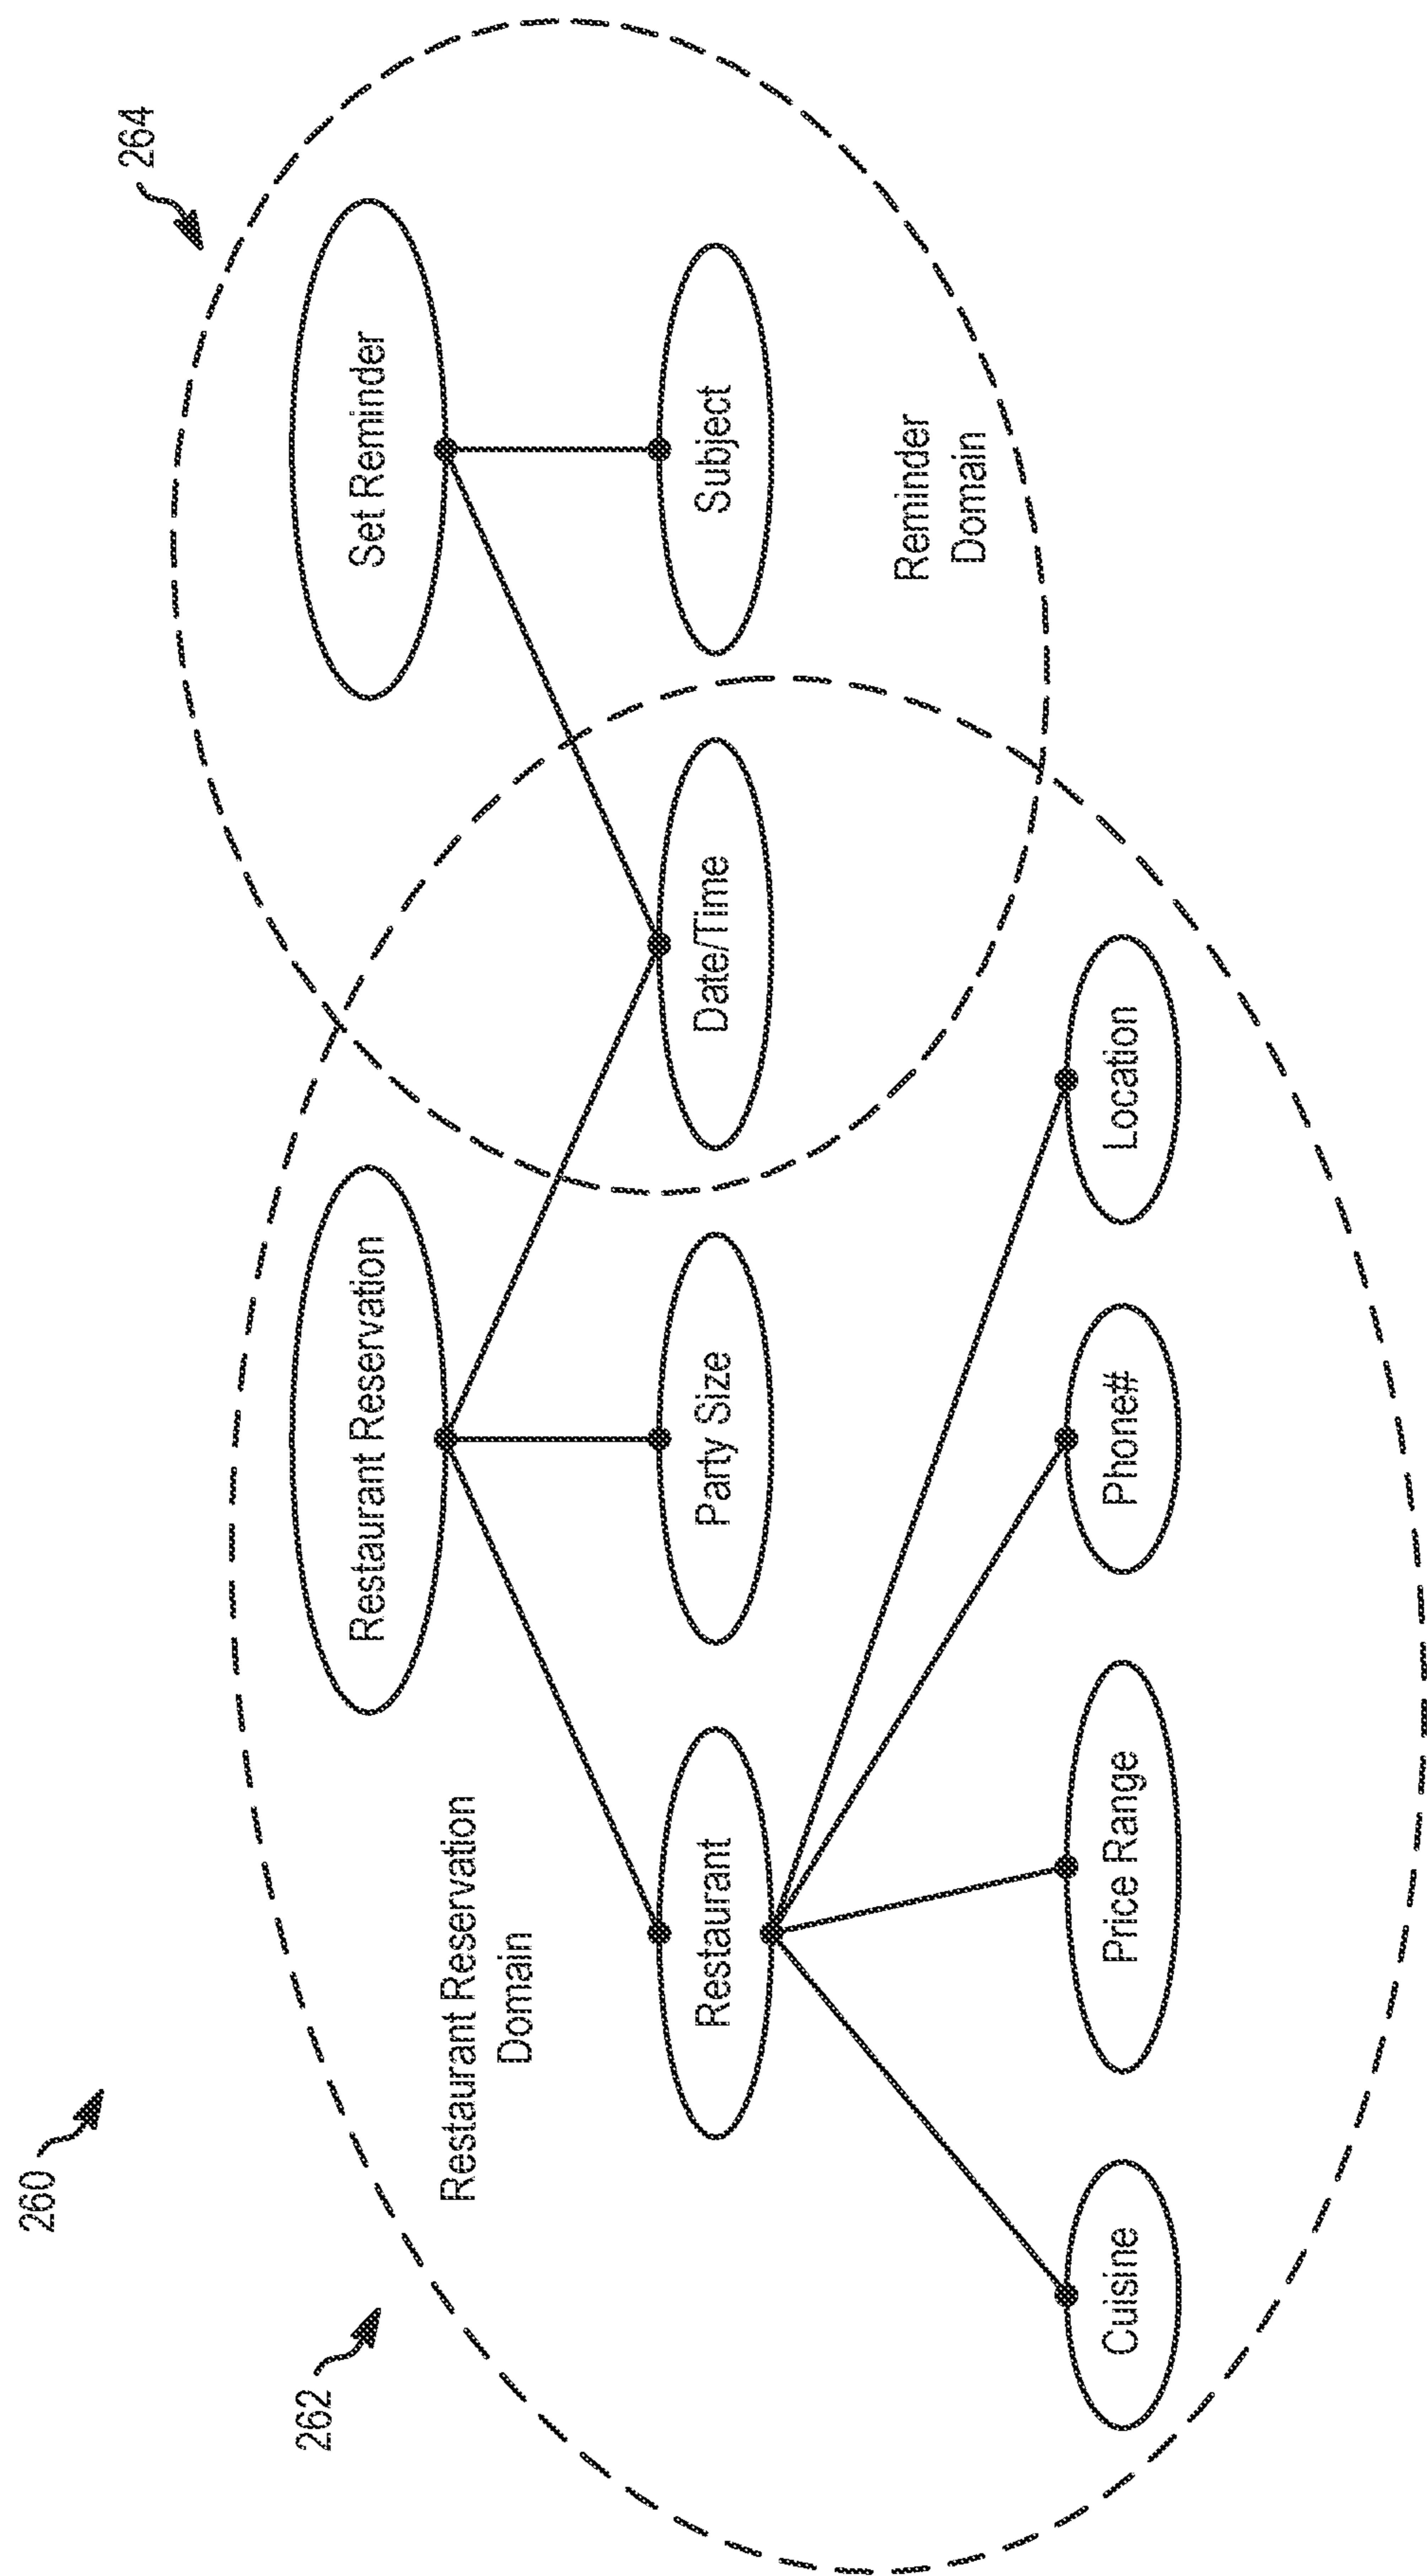 260
262
264
Restaurant Reservation
Domain
Restaurant Reservation
Set Reminder
Restaurant
Party Size
Date/Time
Subject
Reminder
Domain
Cuisine
Price Range
Phone#
Location